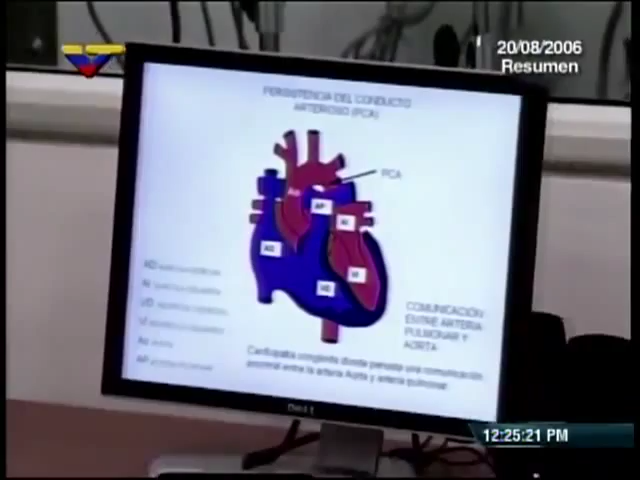 20/08/2006
Resumen
PERSISTENCIA DEL CONDUCTO
ARTERIOSO (PCA)
PCA
AO
AP
AI
AD
VI
VD
AD
AI
VD
VI
AO
AP
COMUNICACIÓN
ENTRE ARTERIA
PULMONAR Y
AORTA
Cardiopatía congénita donde persiste una comunicación
anormal entre la arteria Aorta y arteria pulmonar.
DELL
12:25:21 PM